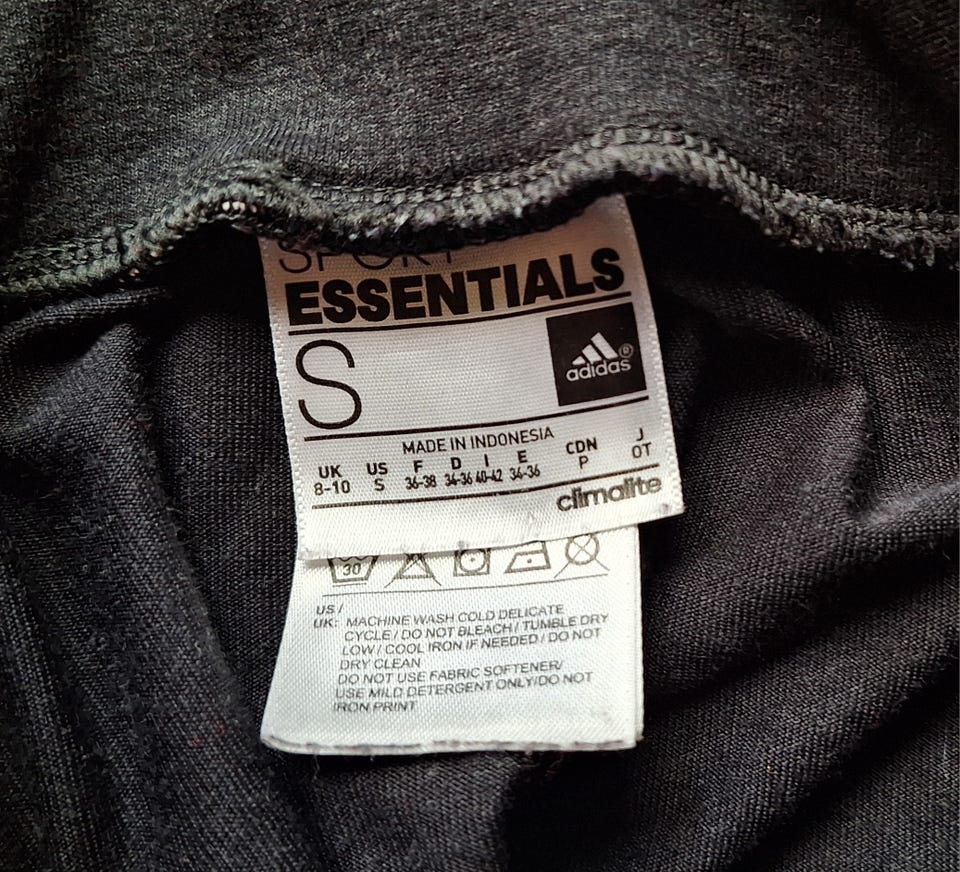 SPORT
ESSENTIALS
S
adidas®
MADE IN INDONESIA
UK US F D I E CDN J
8-10 S 36-38 34-36 40-42 34-36 P OT
climalite
30
US /
UK: MACHINE WASH COLD DELICATE
CYCLE / DO NOT BLEACH / TUMBLE DRY
LOW / COOL IRON IF NEEDED / DO NOT
DRY CLEAN
DO NOT USE FABRIC SOFTENER/
USE MILD DETERGENT ONLY/DO NOT
IRON PRINT